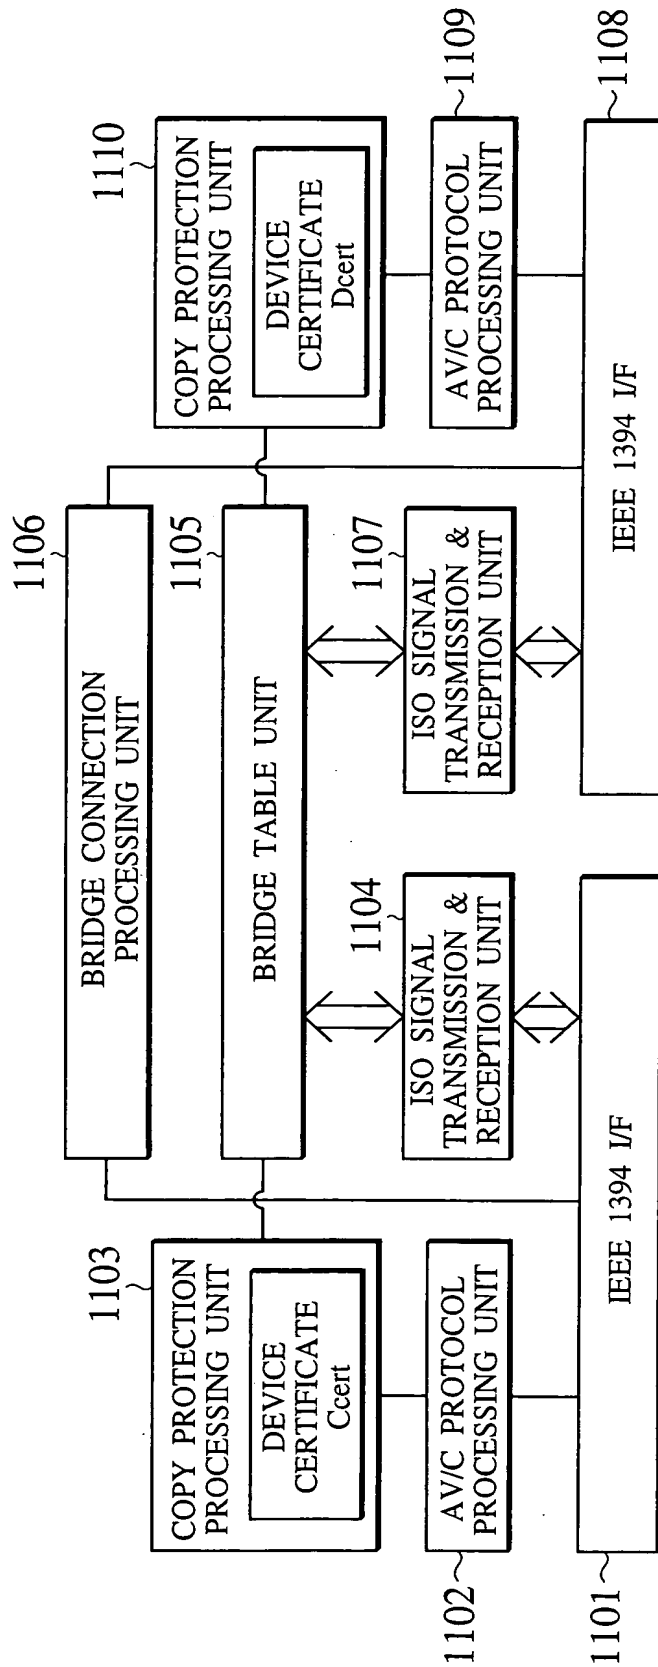 1106
BRIDGE CONNECTION
PROCESSING UNIT
1103
COPY PROTECTION
PROCESSING UNIT
DEVICE
CERTIFICATE
Ccert
1105
BRIDGE TABLE UNIT
1110
COPY PROTECTION
PROCESSING UNIT
DEVICE
CERTIFICATE
Dcert
1102
AV/C PROTOCOL
PROCESSING UNIT
1104
ISO SIGNAL
TRANSMISSION &
RECEPTION UNIT
1107
ISO SIGNAL
TRANSMISSION &
RECEPTION UNIT
1109
AV/C PROTOCOL
PROCESSING UNIT
1101
IEEE 1394 I/F
1108
IEEE 1394 I/F